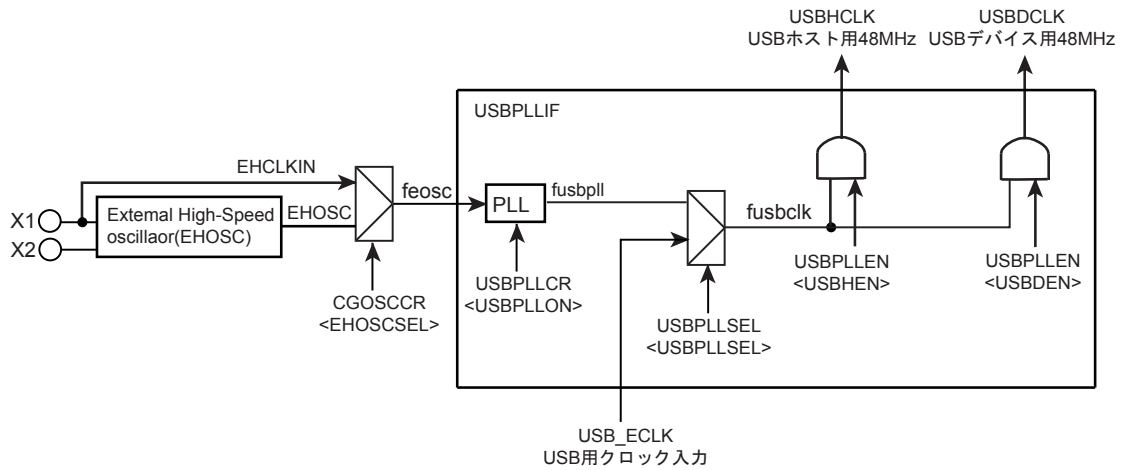 USBHCLK
USBホスト用48MHz
USBDCLK
USBデバイス用48MHz
USBPLLIF
EHCLKIN
X1
X2
External High-Speed
oscillaor(EHOSC)
EHOSC
feosc
PLL
fusbpll
fusbclk
CGOSCCR
<EHOSCSEL>
USBPLLCR
<USBPLLON>
USBPLLSEL
<USBPLLSEL>
USBPLLEN
<USBHEN>
USBPLLEN
<USBDEN>
USB_ECLK
USB用クロック入力